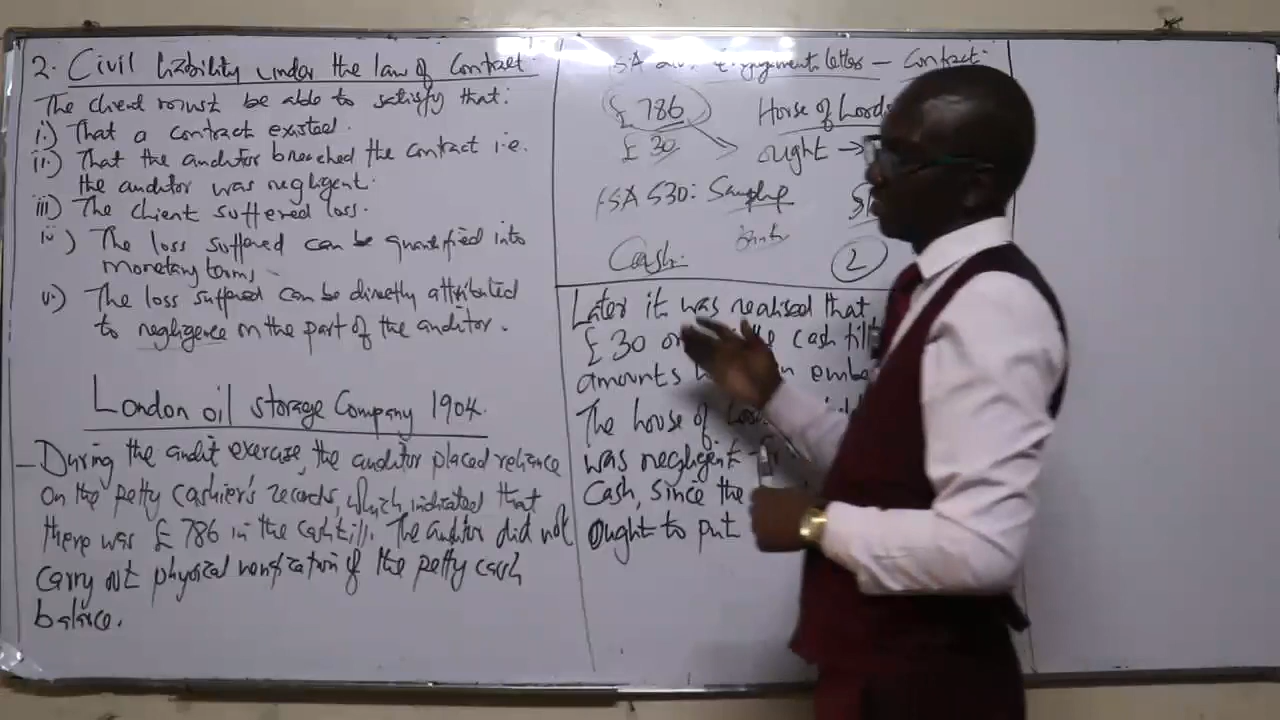 2. Civil Liability under the law of Contract.
The client must be able to satisfy that:
i.) That a contract existed.
ii.) That the auditor breached the contract i.e.
the auditor was negligent.
iii) The client suffered loss.
iv) The loss suffered can be quantified into
monetary terms,
v.) The loss suffered can be directly attributed
to negligence on the part of the auditor.
London oil storage Company 1904.
- During the audit exercise, the auditor placed reliance
on the petty cashier's records, which indicated that
there was £ 786 in the cash till. The auditor did not
carry out physical verification of the petty cash
balance.
ISA Engagement letter - Contract.
£ 786 House of Lords
£ 30 ought →
ISA 530: Sample
Cash.
2
Later it was realised that
£ 30 cash till
amounts
The house of
was negligent
Cash, since the
Ought to put